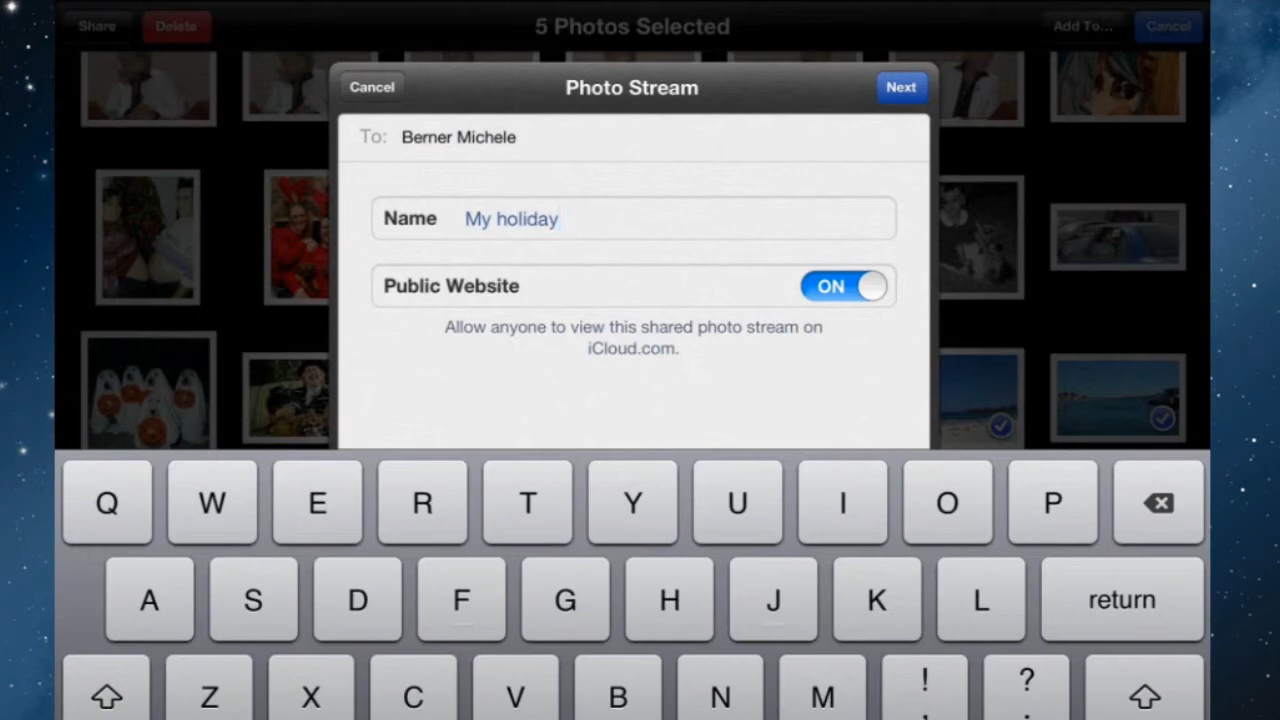 Share Delete 5 Photos Selected Add To... Cancel
Cancel Photo Stream Next
To: Berner Michele
Name My holiday
Public Website ON
Allow anyone to view this shared photo stream on
iCloud.com.
Q W E R T Y U I O P
A S D F G H J K L return
Z X C V B N M ! ?
, .